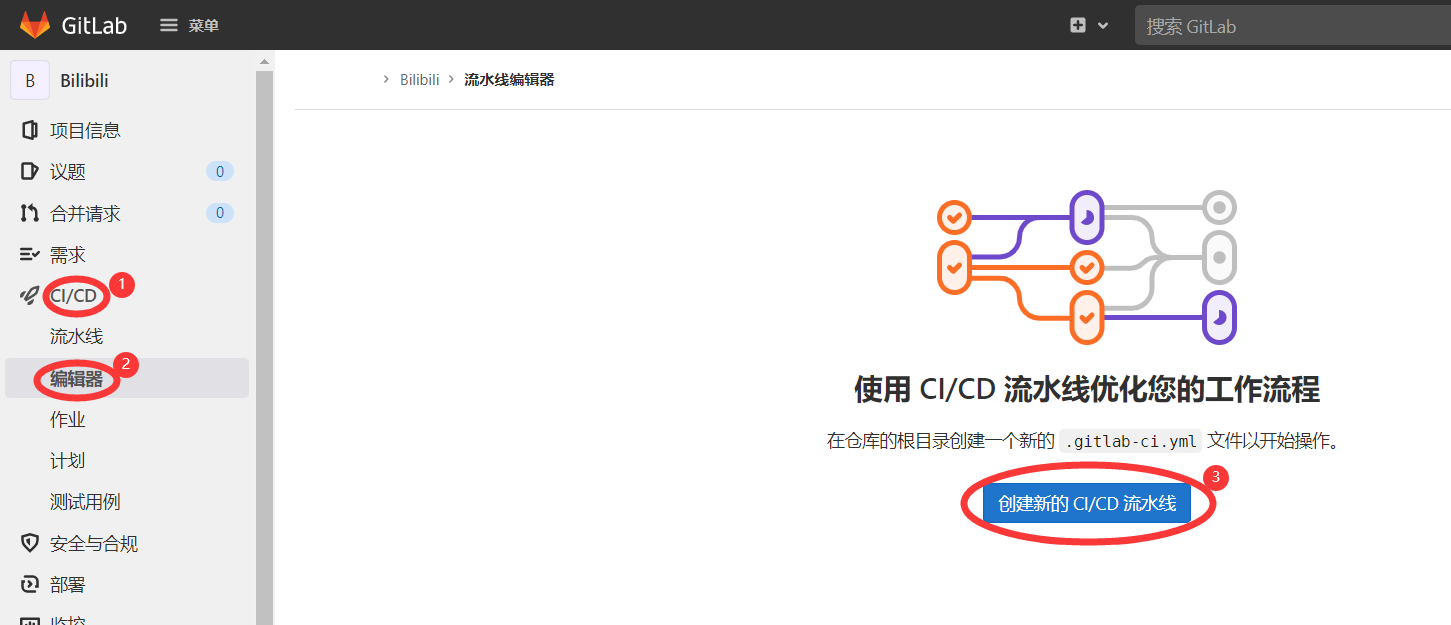 GitLab 菜单 搜索 GitLab
B Bilibili
› Bilibili › 流水线编辑器
项目信息
议题 0
合并请求 0
需求
CI/CD 1
流水线
编辑器 2
作业
计划
测试用例
安全与合规
部署
监控
使用 CI/CD 流水线优化您的工作流程
在仓库的根目录创建一个新的 .gitlab-ci.yml 文件以开始操作。
创建新的 CI/CD 流水线 3